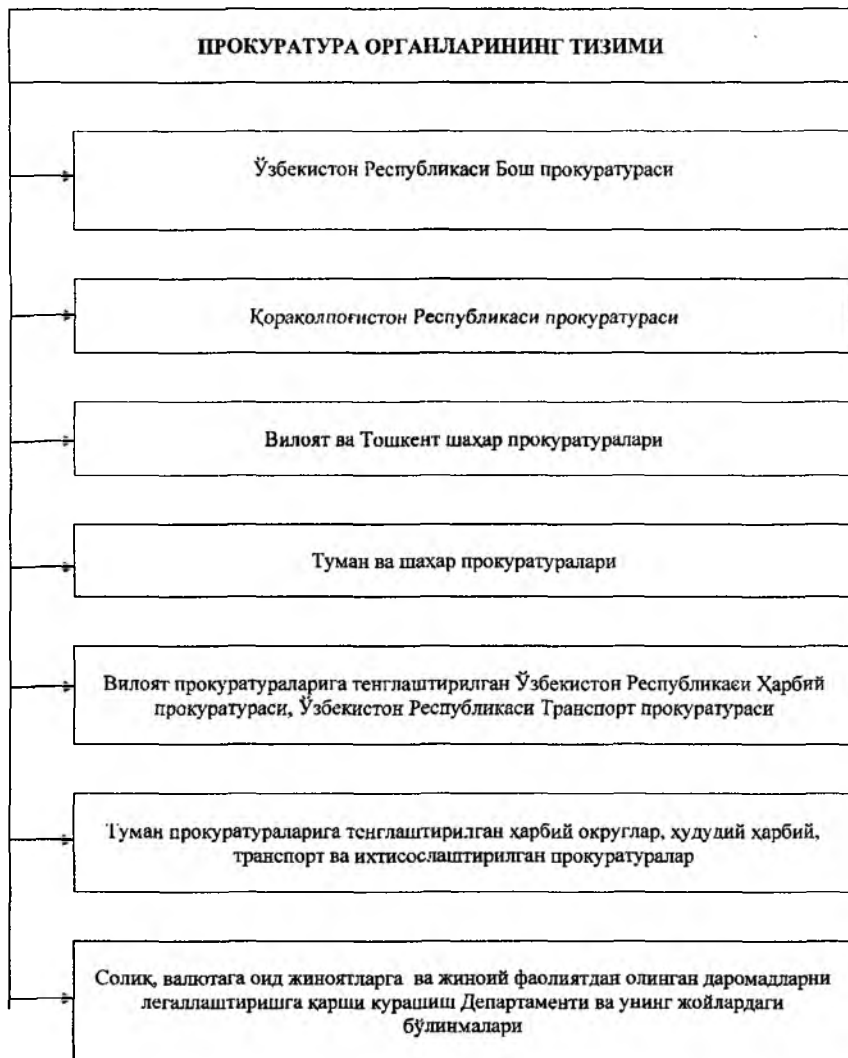 ПРОКУРАТУРА ОРГАНЛАРИНИНГ ТИЗИМИ
Ўзбекистон Республикаси Бош прокуратураси
Қорақолпоғистон Республикаси прокуратураси
Вилоят ва Тошкент шаҳар прокуратуралари
Туман ва шаҳар прокуратуралари
Вилоят прокуратураларига тенглаштирилган Ўзбекистон Республикаси Ҳарбий
прокуратураси, Ўзбекистон Республикаси Транспорт прокуратураси
Туман прокуратураларига тенглаштирилган ҳарбий округлар, ҳудудий ҳарбий,
транспорт ва ихтисослаштирилган прокуратуралар
Солиқ, валютага оид жиноятларга ва жиноий фаолиятдан олинган даромадларни
легаллаштиришга қарши курашиш Департаменти ва унинг жойлардаги
бўлинмалари